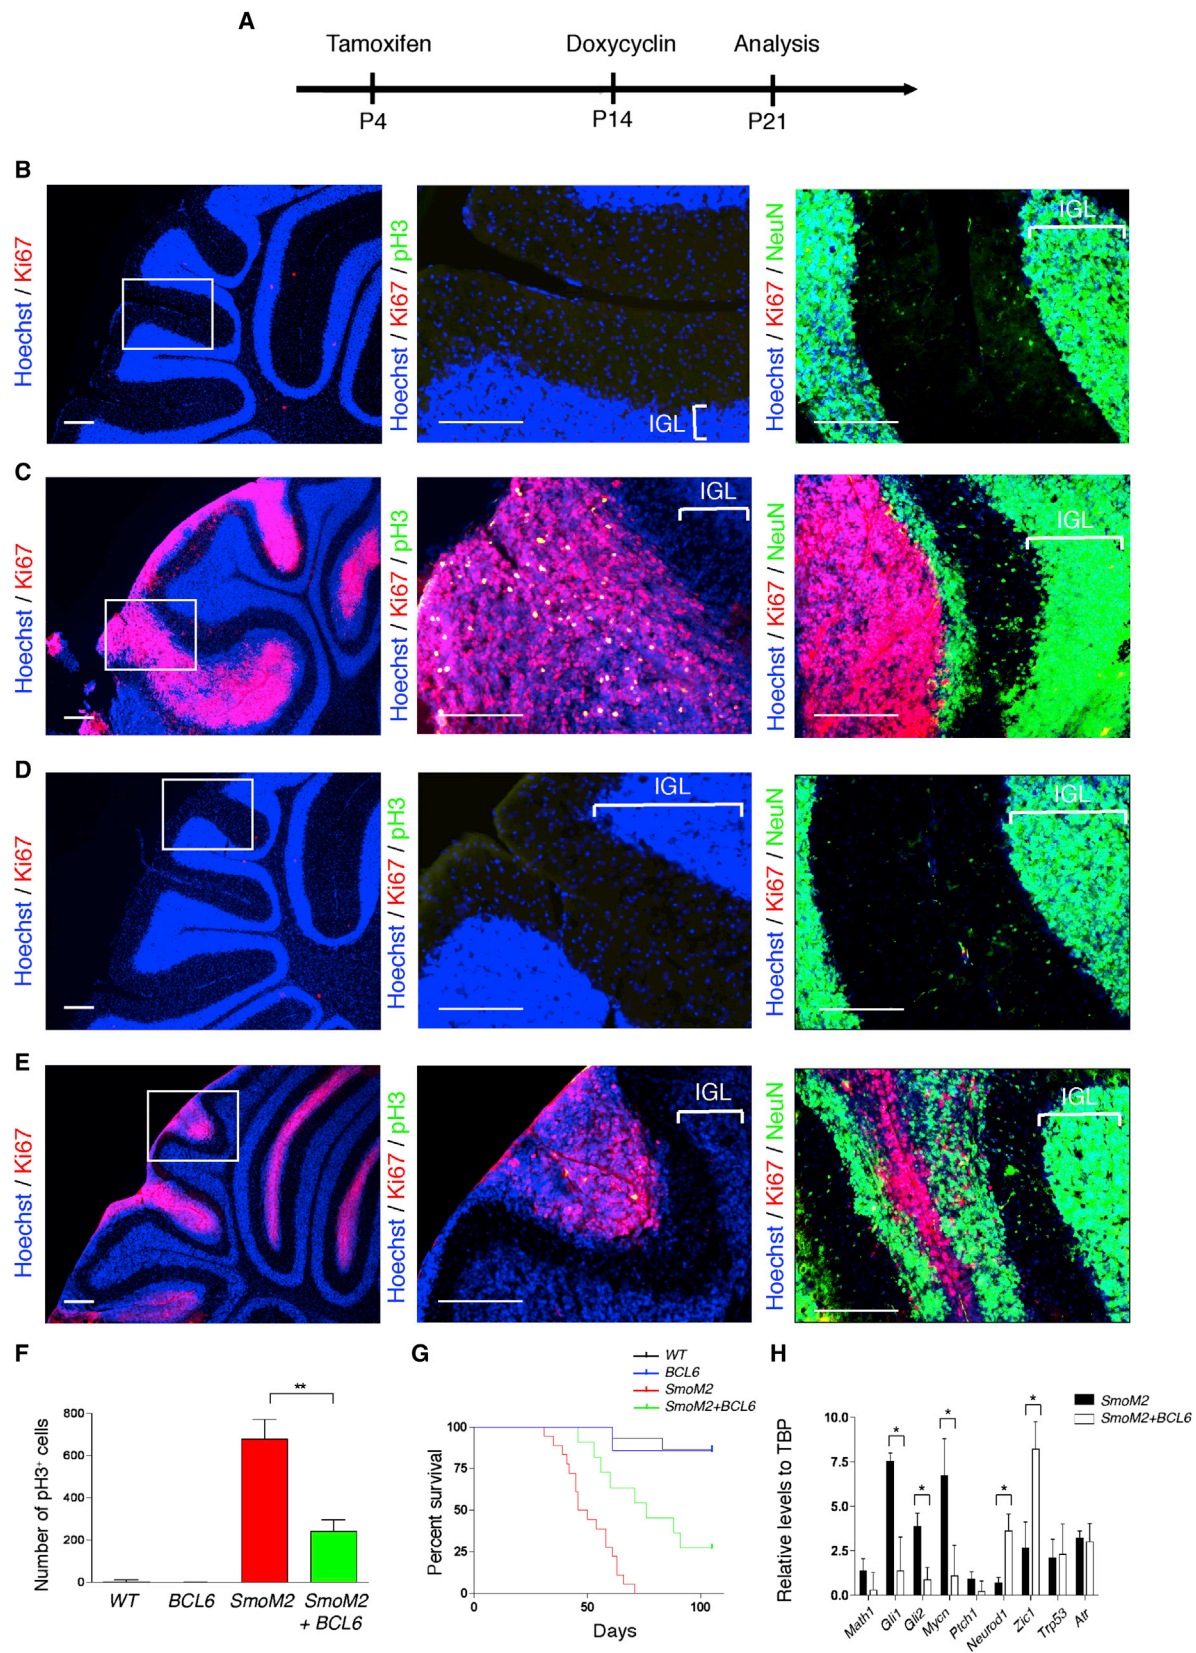 A
Tamoxifen
Doxycyclin
Analysis
P4
P14
P21
B
Hoechst / Ki67
Hoechst / Ki67 / pH3
IGL
Hoechst / Ki67 / NeuN
IGL
C
Hoechst / Ki67
Hoechst / Ki67 / pH3
IGL
Hoechst / Ki67 / NeuN
IGL
D
Hoechst / Ki67
Hoechst / Ki67 / pH3
IGL
Hoechst / Ki67 / NeuN
IGL
E
Hoechst / Ki67
Hoechst / Ki67 / pH3
IGL
Hoechst / Ki67 / NeuN
IGL
F
Number of pH3⁺ cells
800
600
400
200
0
**
WT
BCL6
SmoM2
SmoM2
+ BCL6
G
WT
BCL6
SmoM2
SmoM2+BCL6
Percent survival
100
75
50
25
0
0
50
100
Days
H
SmoM2
SmoM2+BCL6
Relative levels to TBP
10.0
7.5
5.0
2.5
0.0
*
*
*
*
*
Math1
Gli1
Gli2
Mycn
Ptch1
Neurod1
Zic1
Trp53
Atr